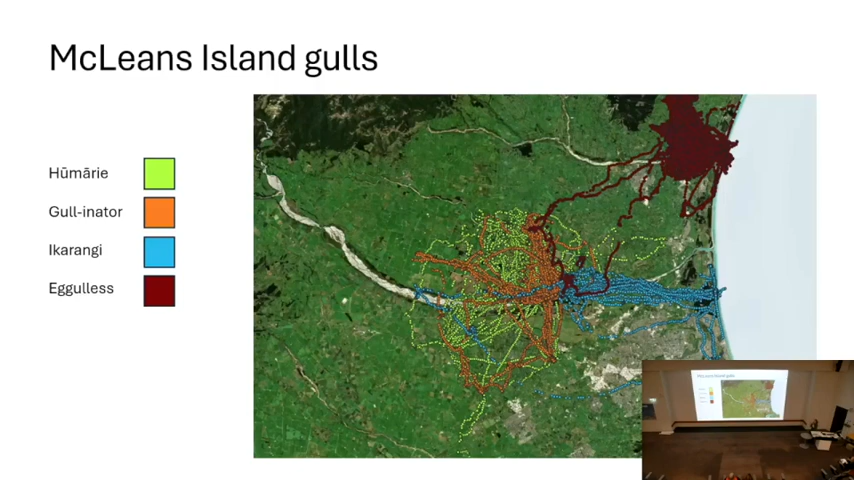 McLeans Island gulls
Hūmārie
Gull-inator
Ikarangi
Eggulless